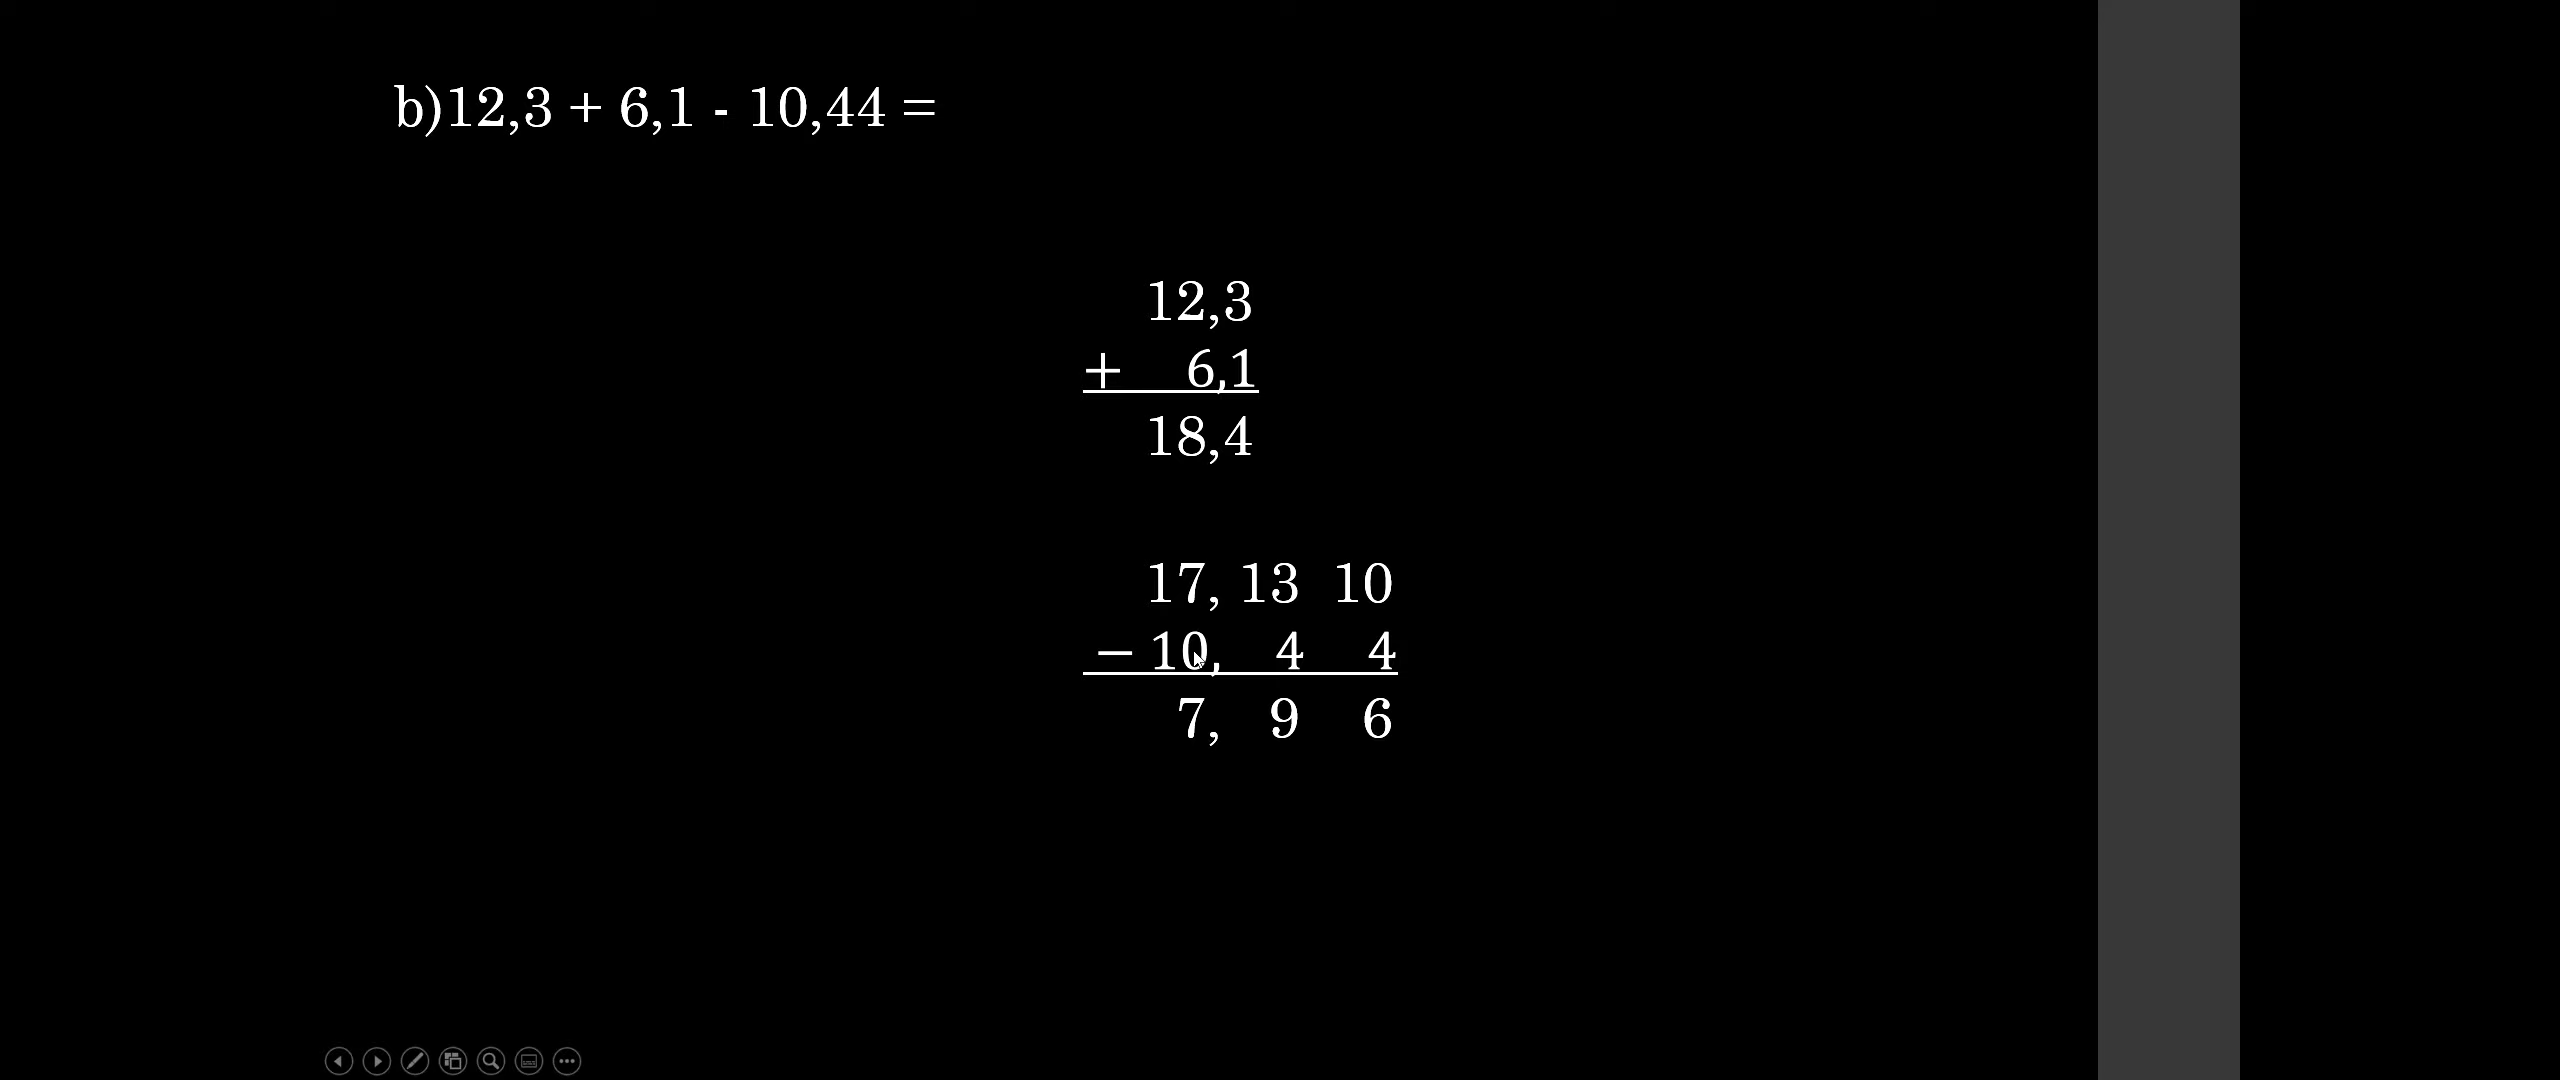 b)12,3 + 6,1 - 10,44 =
12,3
+ 6,1
18,4
17, 13 10
− 10, 4 4
7, 9 6